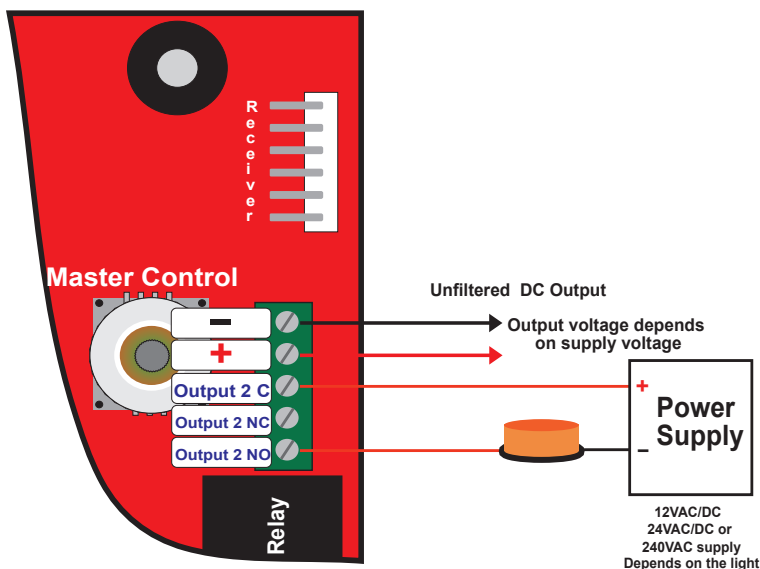 Receiver
Master Control
−
+
Output 2 C
Output 2 NC
Output 2 NO
Relay
Unfiltered DC Output
Output voltage depends
on supply voltage
+
Power
Supply
−
12VAC/DC
24VAC/DC or
240VAC supply
Depends on the light